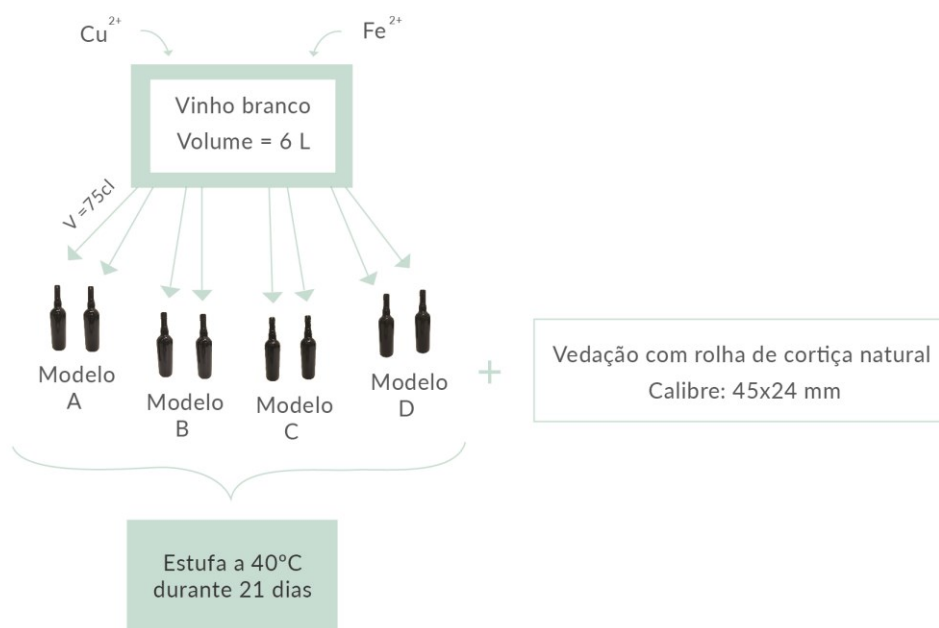 Cu²⁺
Fe²⁺
Vinho branco
Volume = 6 L
V =75cl
Modelo
A
Modelo
B
Modelo
C
Modelo
D
+
Vedação com rolha de cortiça natural
Calibre: 45x24 mm
Estufa a 40ºC
durante 21 dias